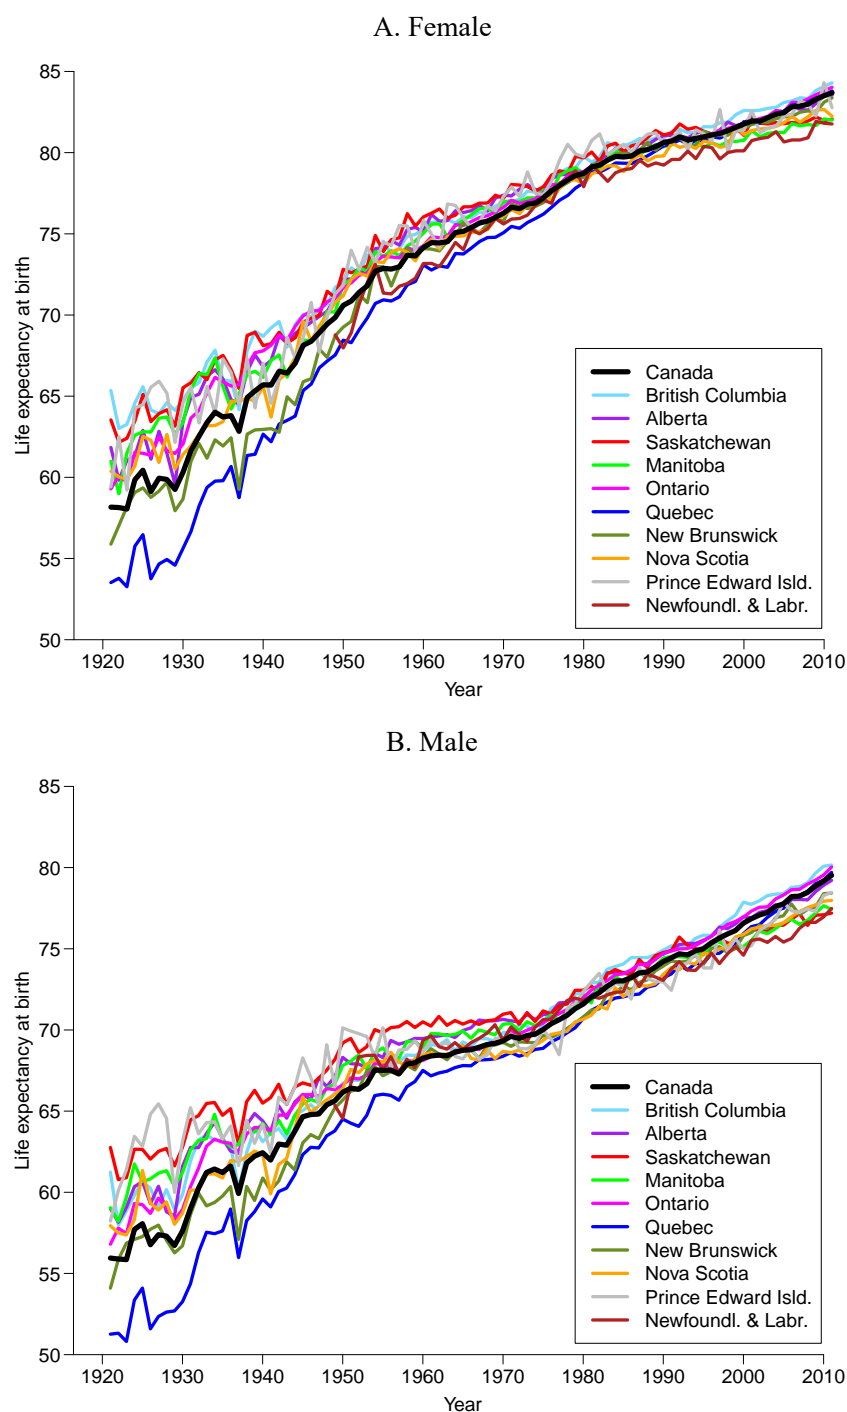 A. Female
85
80
75
70
65
60
55
50
Life expectancy at birth
1920 1930 1940 1950 1960 1970 1980 1990 2000 2010
Year
Canada
British Columbia
Alberta
Saskatchewan
Manitoba
Ontario
Quebec
New Brunswick
Nova Scotia
Prince Edward Isld.
Newfoundl. & Labr.
B. Male
85
80
75
70
65
60
55
50
Life expectancy at birth
1920 1930 1940 1950 1960 1970 1980 1990 2000 2010
Year
Canada
British Columbia
Alberta
Saskatchewan
Manitoba
Ontario
Quebec
New Brunswick
Nova Scotia
Prince Edward Isld.
Newfoundl. & Labr.